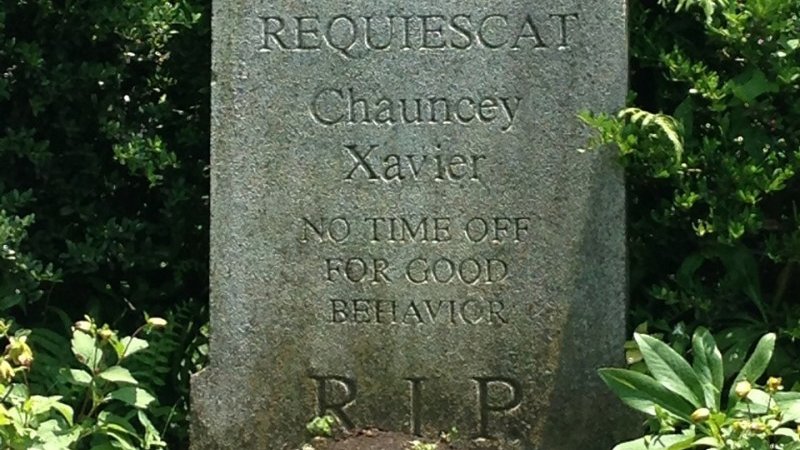 REQUIESCAT
Chauncey
Xavier
NO TIME OFF
FOR GOOD
BEHAVIOR
R I P